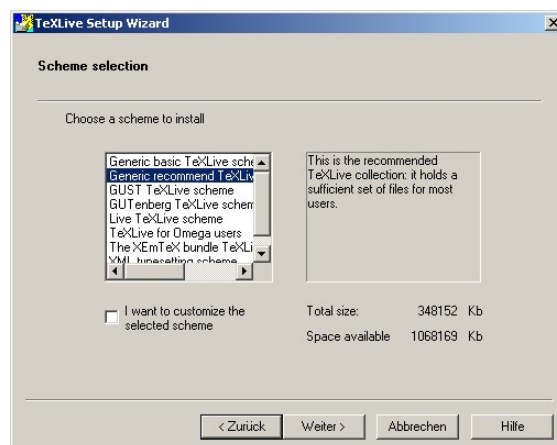 TeXLive Setup Wizard
Scheme selection
Choose a scheme to install
Generic basic TeXLive sche
Generic recommend TeXLiv
GUST TeXLive scheme
GUTenberg TeXLive schem
Live TeXLive scheme
TeXLive for Omega users
The XEmTeX bundle TeXLi
XML typesetting scheme
This is the recommended
TeXLive collection: it holds a
sufficient set of files for most
users.
I want to customize the
selected scheme
Total size: 348152 Kb
Space available 1068169 Kb
< Zurück Weiter > Abbrechen Hilfe